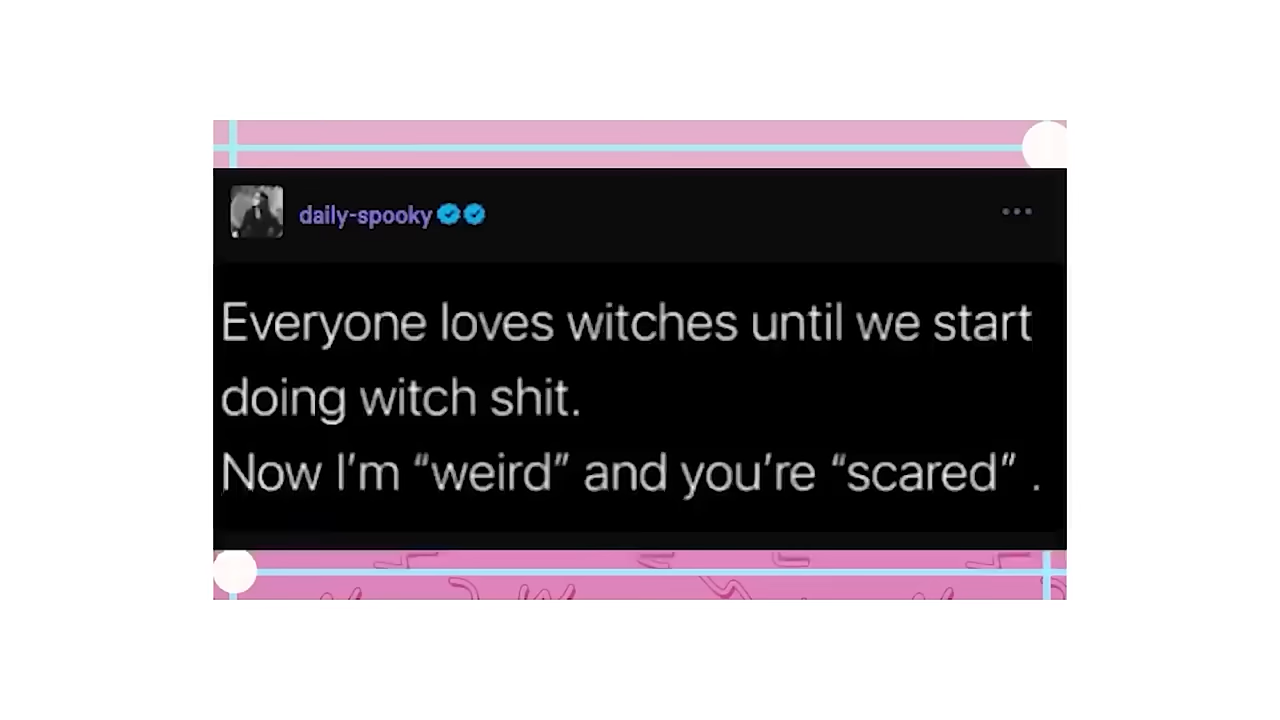 daily-spooky
Everyone loves witches until we start
doing witch shit.
Now I’m “weird” and you’re “scared” .